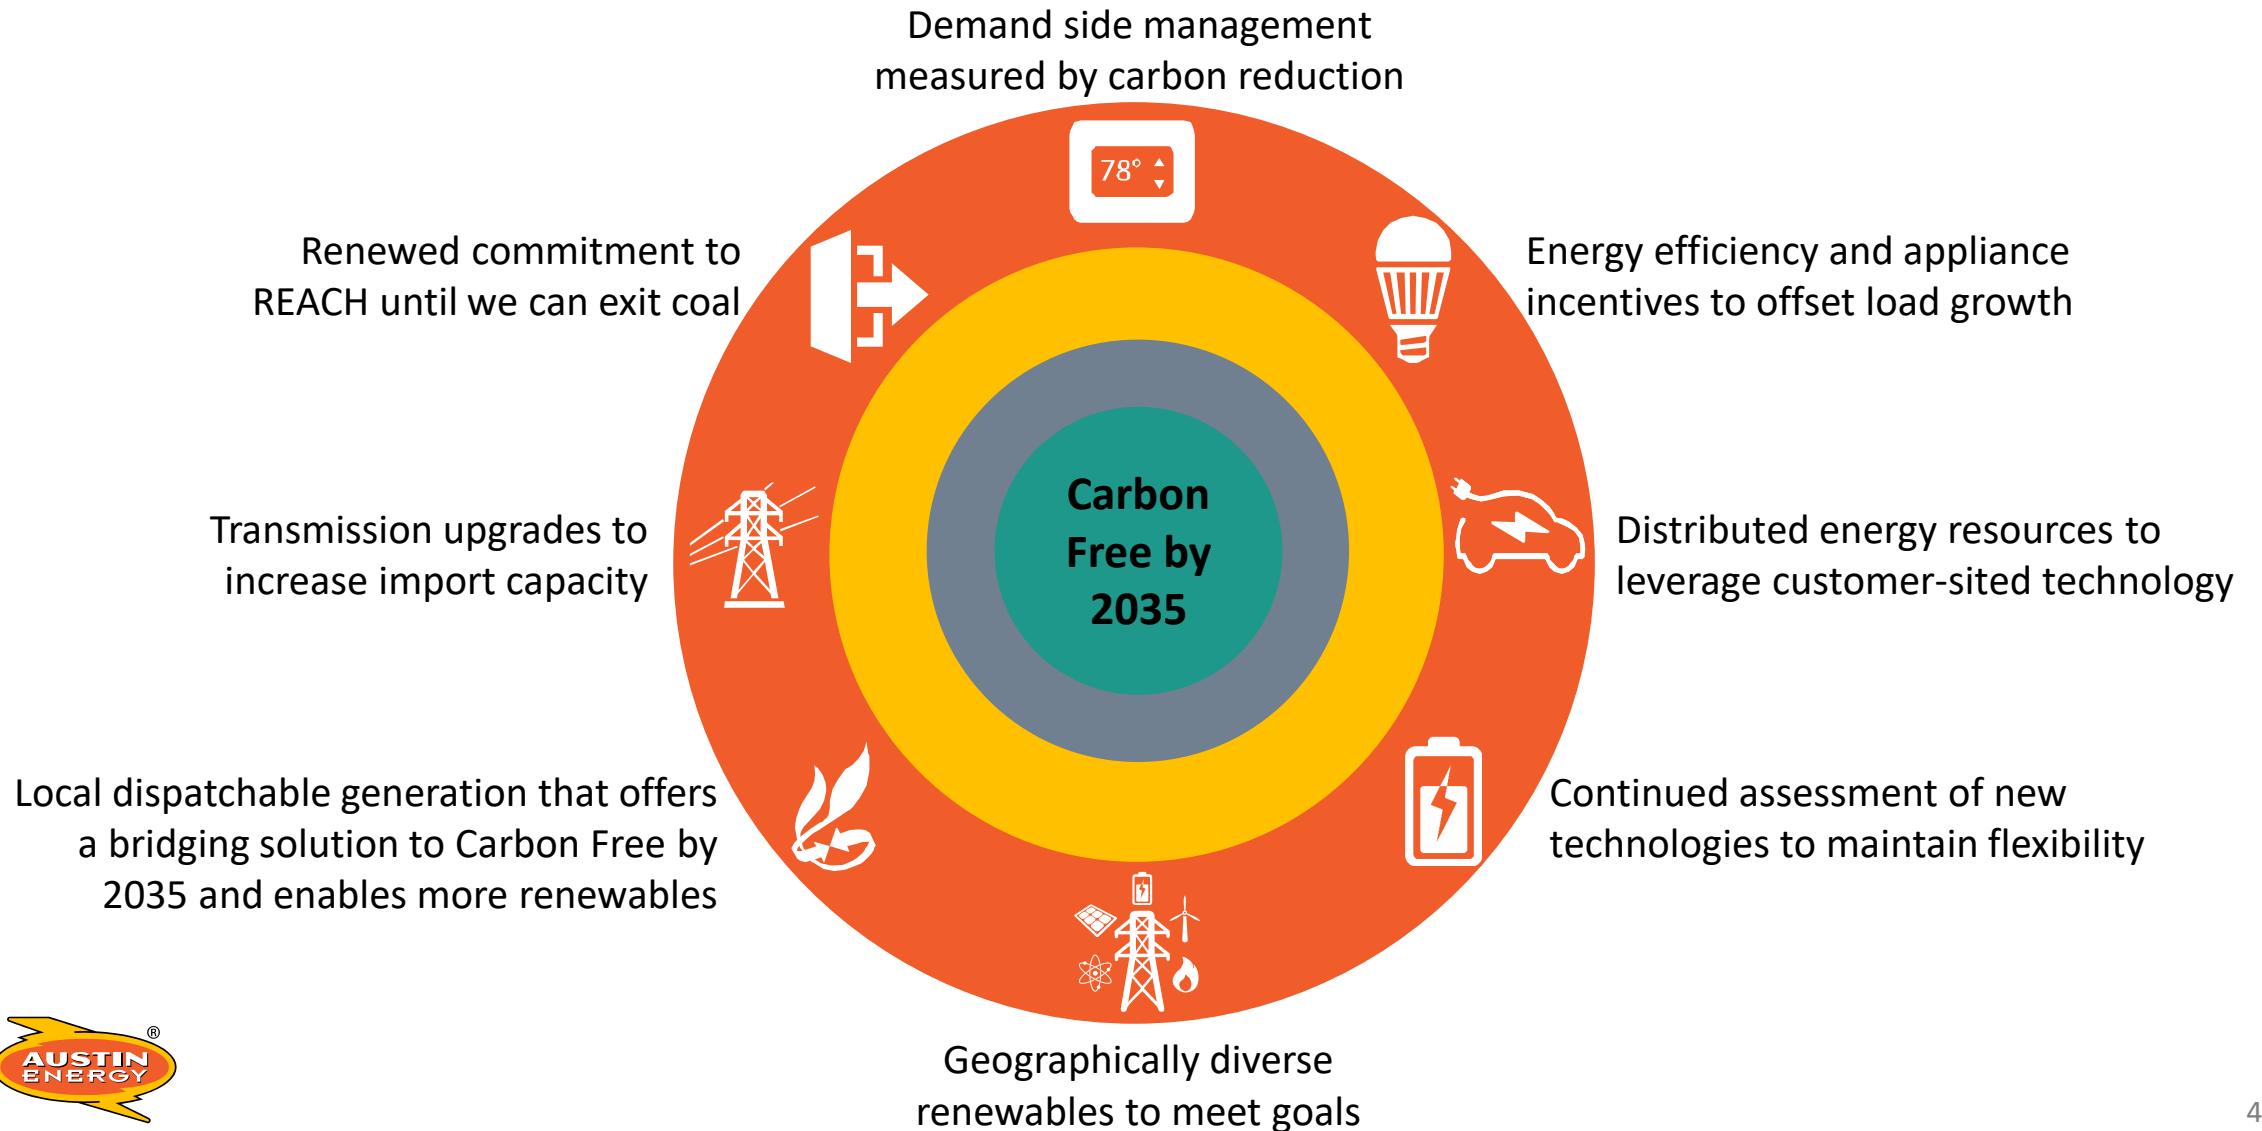 Demand side management
measured by carbon reduction
78°
Renewed commitment to
REACH until we can exit coal
Energy efficiency and appliance
incentives to offset load growth
Transmission upgrades to
increase import capacity
Carbon
Free by
2035
Distributed energy resources to
leverage customer-sited technology
Local dispatchable generation that offers
a bridging solution to Carbon Free by
2035 and enables more renewables
Continued assessment of new
technologies to maintain flexibility
Geographically diverse
renewables to meet goals
®
AUSTIN
ENERGY
4